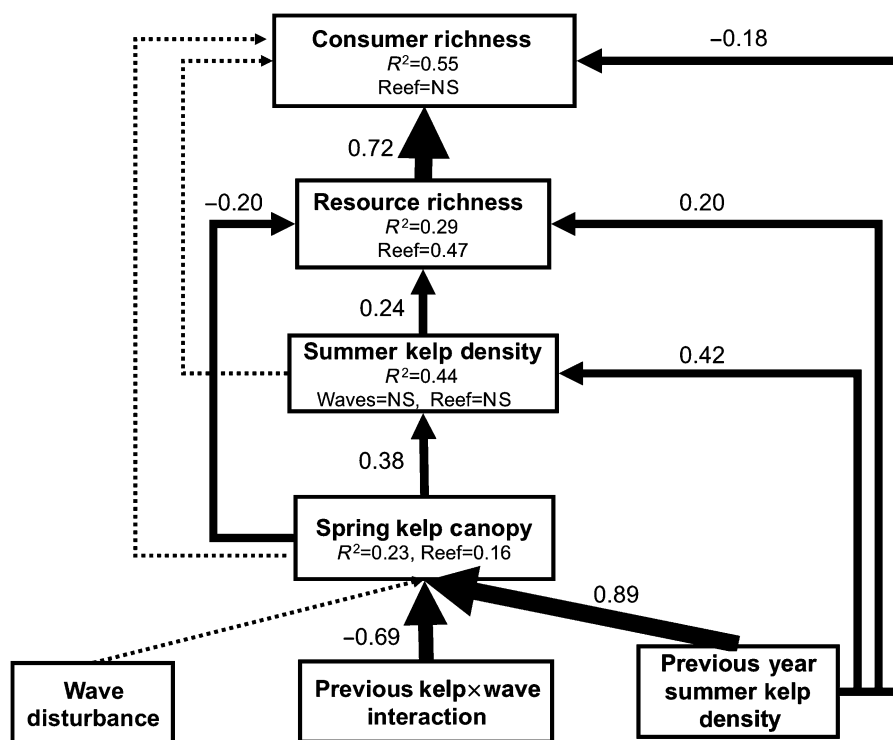 Consumer richness
R²=0.55
Reef=NS
−0.18
0.72
−0.20
Resource richness
R²=0.29
Reef=0.47
0.20
0.24
Summer kelp density
R²=0.44
Waves=NS, Reef=NS
0.42
0.38
Spring kelp canopy
R²=0.23, Reef=0.16
0.89
−0.69
Wave
disturbance
Previous kelp×wave
interaction
Previous year
summer kelp
density